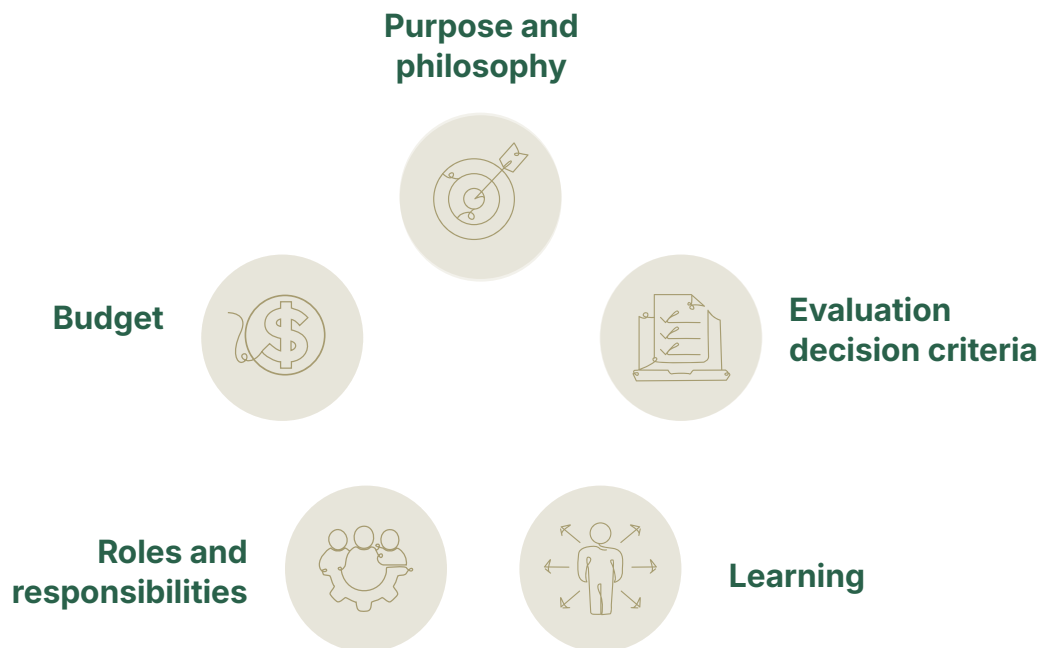 Purpose and
philosophy
Budget
Evaluation
decision criteria
Roles and
responsibilities
Learning